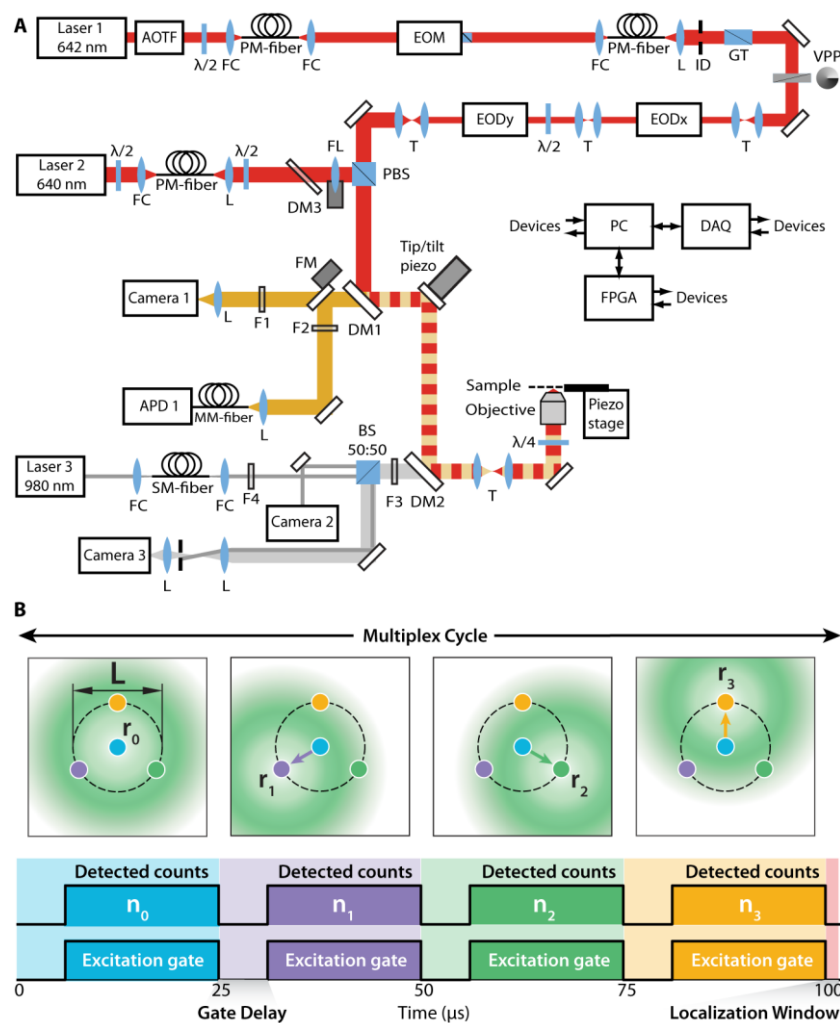 A
Laser 1
642 nm
AOTF
λ/2
FC
PM-fiber
FC
EOM
FC
PM-fiber
L
ID
GT
VPP
T
EODy
λ/2
T
EODx
T
Laser 2
640 nm
λ/2
FC
PM-fiber
L
λ/2
DM3
FL
PBS
Devices
PC
DAQ
Devices
FPGA
Devices
Tip/tilt
piezo
FM
Camera 1
L
F1
F2
DM1
APD 1
MM-fiber
L
Sample
Objective
Piezo
stage
λ/4
BS
50:50
Laser 3
980 nm
FC
SM-fiber
FC
F4
Camera 2
F3
DM2
T
Camera 3
L
L
B
Multiplex Cycle
L
r0
r1
r2
r3
Detected counts
Detected counts
Detected counts
Detected counts
n0
n1
n2
n3
Excitation gate
Excitation gate
Excitation gate
Excitation gate
0
25
50
75
100
Gate Delay
Time (μs)
Localization Window